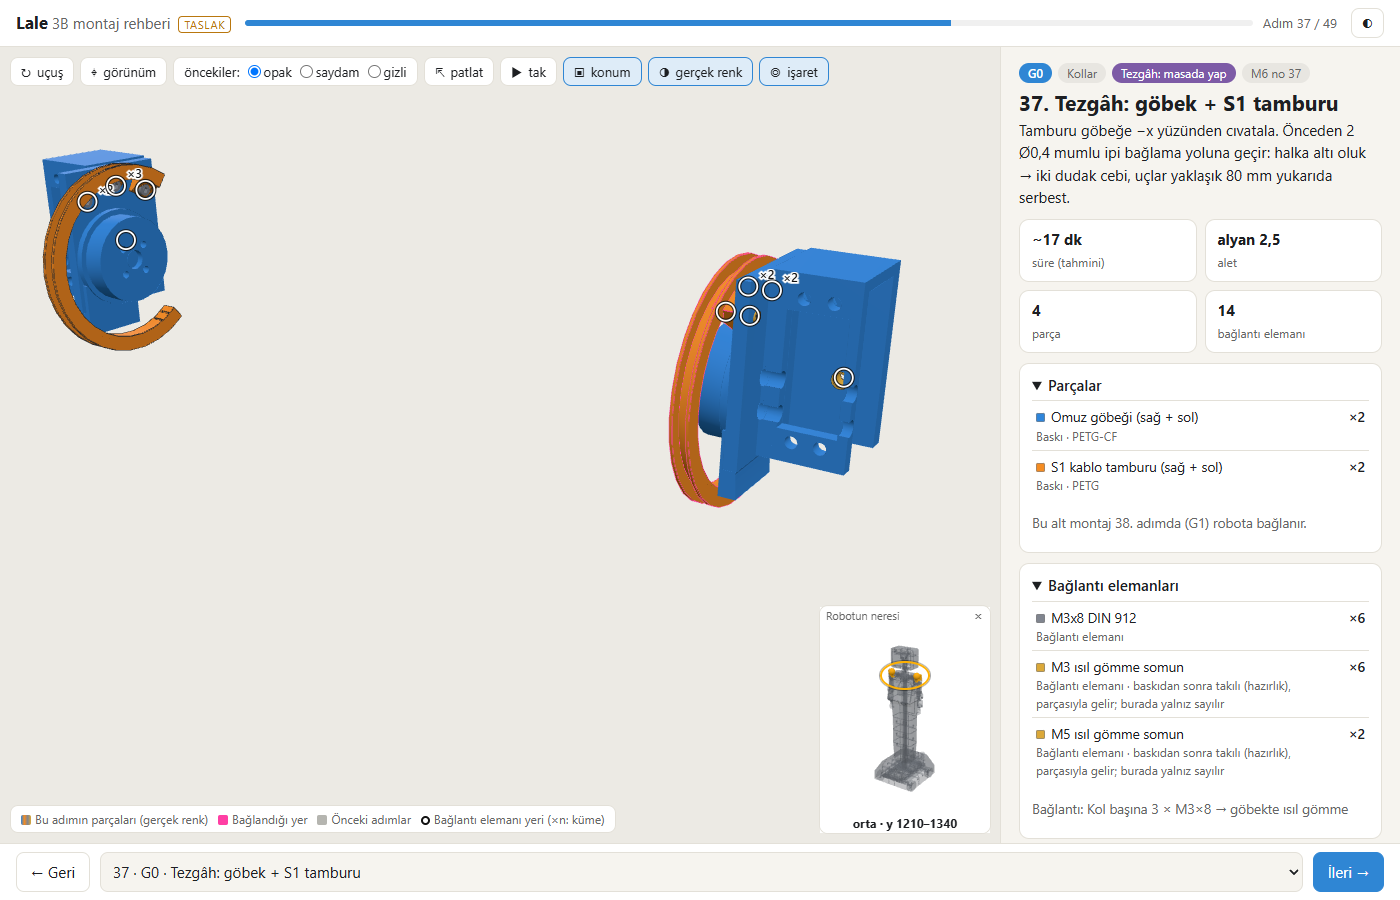 Lale 3B montaj rehberi TASLAK
Adım 37 / 49
◐
↻ uçuş
⌖ görünüm
öncekiler: opak saydam gizli
⇱ patlat
▶ tak
▣ konum
◑ gerçek renk
◎ işaret
G0 Kollar Tezgâh: masada yap M6 no 37
37. Tezgâh: göbek + S1 tamburu
Tamburu göbeğe −x yüzünden cıvatala. Önceden 2
Ø0,4 mumlu ipi bağlama yoluna geçir: halka altı oluk
→ iki dudak cebi, uçlar yaklaşık 80 mm yukarıda
serbest.
~17 dk
süre (tahmini)
alyan 2,5
alet
4
parça
14
bağlantı elemanı
▼ Parçalar
Omuz göbeği (sağ + sol) ×2
Baskı · PETG-CF
S1 kablo tamburu (sağ + sol) ×2
Baskı · PETG
Bu alt montaj 38. adımda (G1) robota bağlanır.
▼ Bağlantı elemanları
M3x8 DIN 912 ×6
Bağlantı elemanı
M3 ısıl gömme somun ×6
Bağlantı elemanı · baskıdan sonra takılı (hazırlık),
parçasıyla gelir; burada yalnız sayılır
M5 ısıl gömme somun ×2
Bağlantı elemanı · baskıdan sonra takılı (hazırlık),
parçasıyla gelir; burada yalnız sayılır
Bağlantı: Kol başına 3 × M3×8 → göbekte ısıl gömme
×3
×2
×2
Robotun neresi ×
orta · y 1210–1340
Bu adımın parçaları (gerçek renk) Bağlandığı yer Önceki adımlar Bağlantı elemanı yeri (×n: küme)
← Geri
37 · G0 · Tezgâh: göbek + S1 tamburu
İleri →